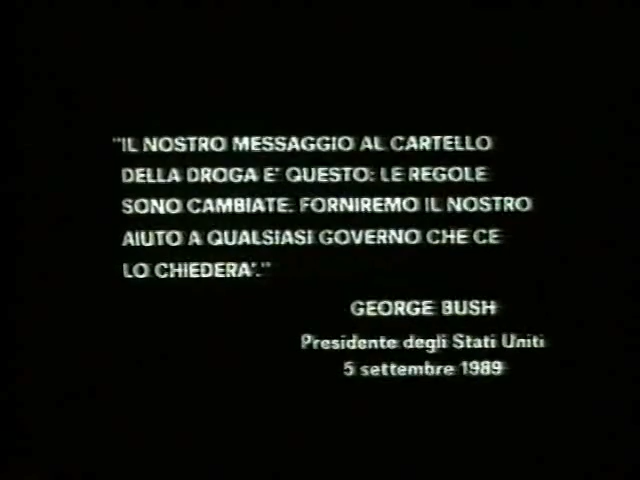 "IL NOSTRO MESSAGGIO AL CARTELLO
DELLA DROGA E' QUESTO: LE REGOLE
SONO CAMBIATE. FORNIREMO IL NOSTRO
AIUTO A QUALSIASI GOVERNO CHE CE
LO CHIEDERA'."
GEORGE BUSH
Presidente degli Stati Uniti
5 settembre 1989